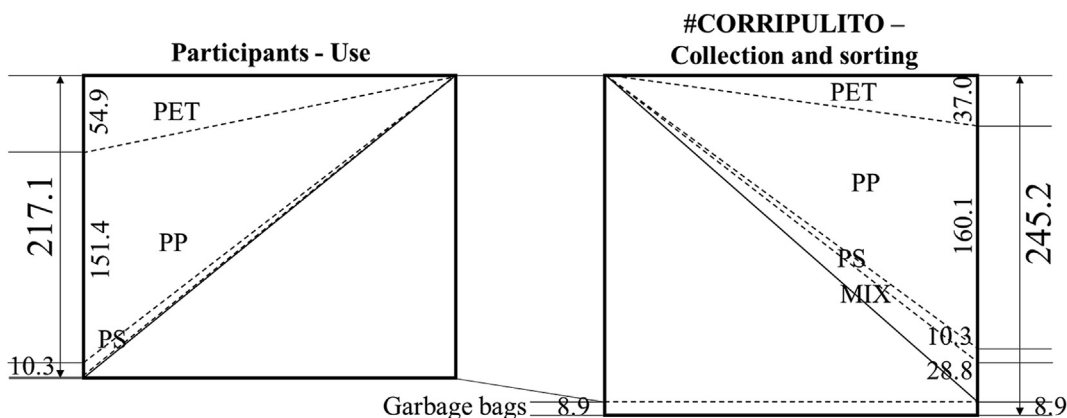 Participants - Use
#CORRIPULITO –
Collection and sorting
54.9
PET
217.1
151.4
PP
PS
10.3
PET
37.0
PP
160.1
245.2
PS
MIX
10.3
28.8
Garbage bags
8.9
8.9